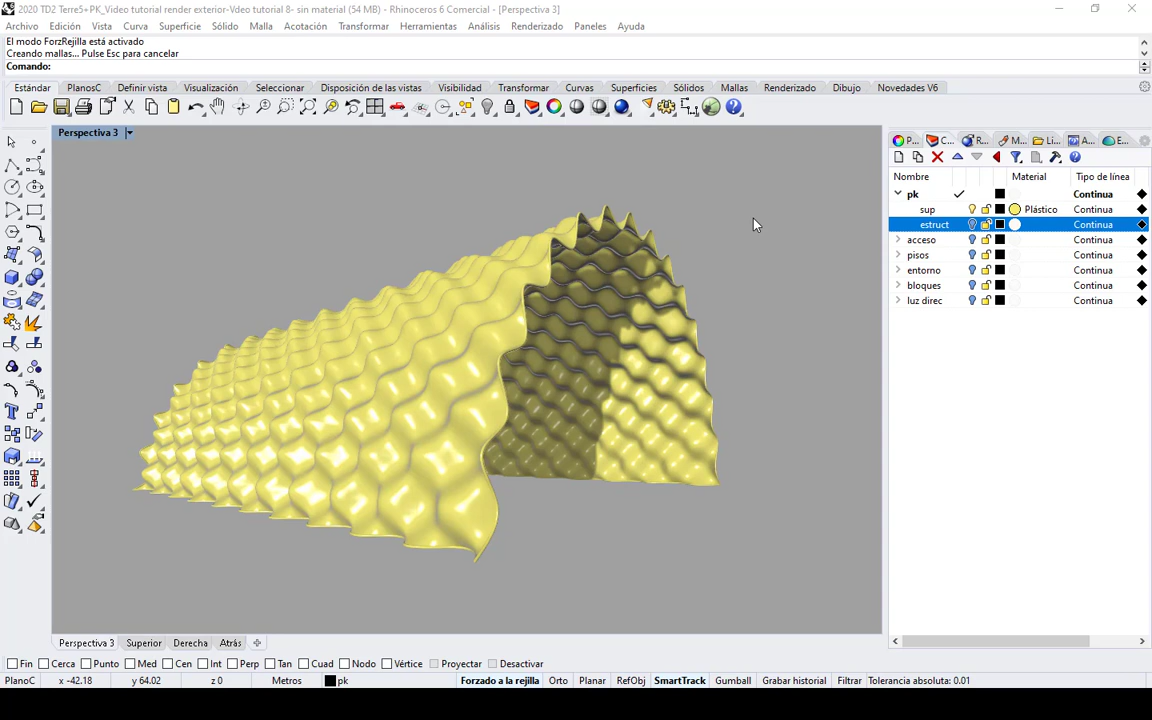 2020 TD2 Terre5+PK_Video tutorial render exterior-Vdeo tutorial 8- sin material (54 MB) - Rhinoceros 6 Comercial - [Perspectiva 3]
Archivo Edición Vista Curva Superficie Sólido Malla Acotación Transformar Herramientas Análisis Renderizado Paneles Ayuda
El modo ForzRejilla está activado
Creando mallas... Pulse Esc para cancelar
Comando:
Estándar PlanosC Definir vista Visualización Seleccionar Disposición de las vistas Visibilidad Transformar Curvas Superficies Sólidos Mallas Renderizado Dibujo Novedades V6
Perspectiva 3
P... C... R... M... Li... A... E...
Nombre Material Tipo de línea
pk Continua
sup Plástico Continua
estruct Continua
acceso Continua
pisos Continua
entorno Continua
bloques Continua
luz direc Continua
Perspectiva 3 Superior Derecha Atrás
Fin Cerca Punto Med Cen Int Perp Tan Cuad Nodo Vértice Proyectar Desactivar
PlanoC x -42.18 y 64.02 z 0 Metros pk Forzado a la rejilla Orto Planar RefObj SmartTrack Gumball Grabar historial Filtrar Tolerancia absoluta: 0.01